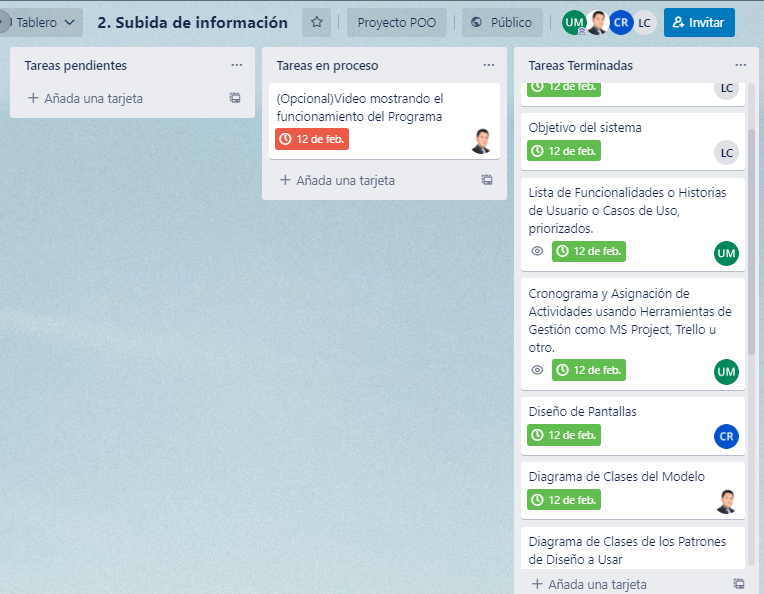 Tablero
2. Subida de información
Proyecto POO
Público
UM
CR
LC
Invitar
Tareas pendientes
+ Añada una tarjeta
Tareas en proceso
(Opcional)Video mostrando el
funcionamiento del Programa
12 de feb.
+ Añada una tarjeta
Tareas Terminadas
12 de feb.
LC
Objetivo del sistema
12 de feb.
LC
Lista de Funcionalidades o Historias
de Usuario o Casos de Uso,
priorizados.
12 de feb.
UM
Cronograma y Asignación de
Actividades usando Herramientas de
Gestión como MS Project, Trello u
otro.
12 de feb.
UM
Diseño de Pantallas
12 de feb.
CR
Diagrama de Clases del Modelo
12 de feb.
Diagrama de Clases de los Patrones
de Diseño a Usar
+ Añada una tarjeta